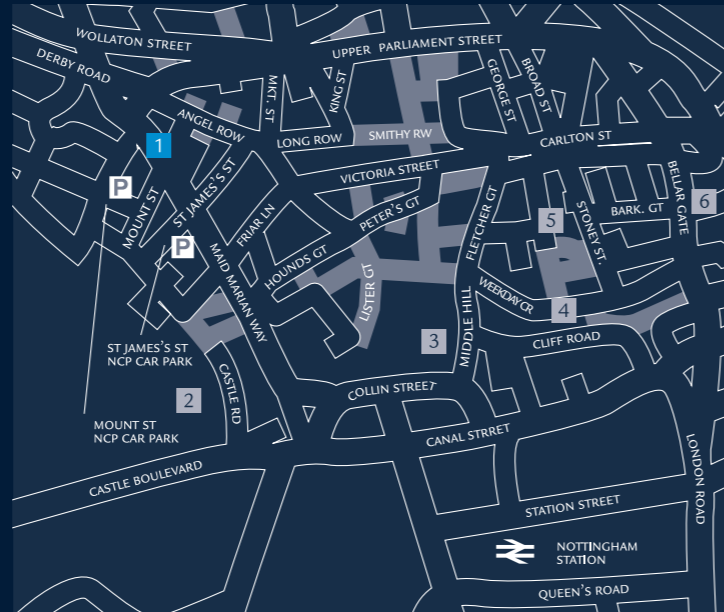 WOLLATON STREET
UPPER PARLIAMENT STREET
DERBY ROAD
MKT. ST
KING ST
GEORGE ST
BROAD ST
ANGEL ROW
LONG ROW
SMITHY RW
CARLTON ST
1
VICTORIA STREET
P
MOUNT ST
ST JAMES'S ST
FRIAR LN
PETER'S GT
FLETCHER GT
STONEY ST.
BARK. GT
BELLAR GATE
6
5
P
MAID MARIAN WAY
HOUNDS GT
LISTER GT
WEEKDAY CR
4
MIDDLE HILL
3
CLIFF ROAD
ST JAMES'S ST
NCP CAR PARK
2
CASTLE RD
COLLIN STREET
MOUNT ST
NCP CAR PARK
CANAL STRRET
CASTLE BOULEVARD
LONDON ROAD
STATION STREET
NOTTINGHAM
STATION
QUEEN'S ROAD